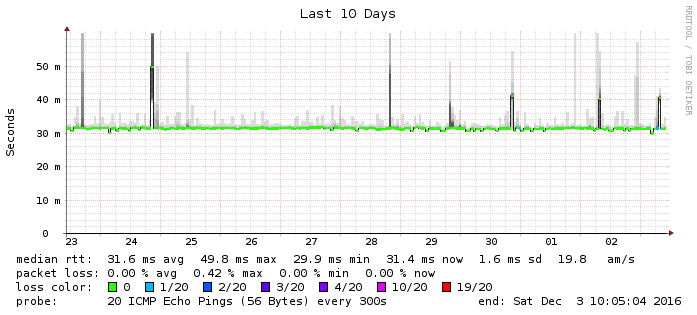 Last 10 Days
RRDTOOL / TOBI OETIKER
Seconds
50 m
40 m
30 m
20 m
10 m
0
23 24 25 26 27 28 29 30 01 02
median rtt: 31.6 ms avg 49.8 ms max 29.9 ms min 31.4 ms now 1.6 ms sd 19.8 am/s
packet loss: 0.00 % avg 0.42 % max 0.00 % min 0.00 % now
loss color: 0 1/20 2/20 3/20 4/20 10/20 19/20
probe: 20 ICMP Echo Pings (56 Bytes) every 300s end: Sat Dec 3 10:05:04 2016